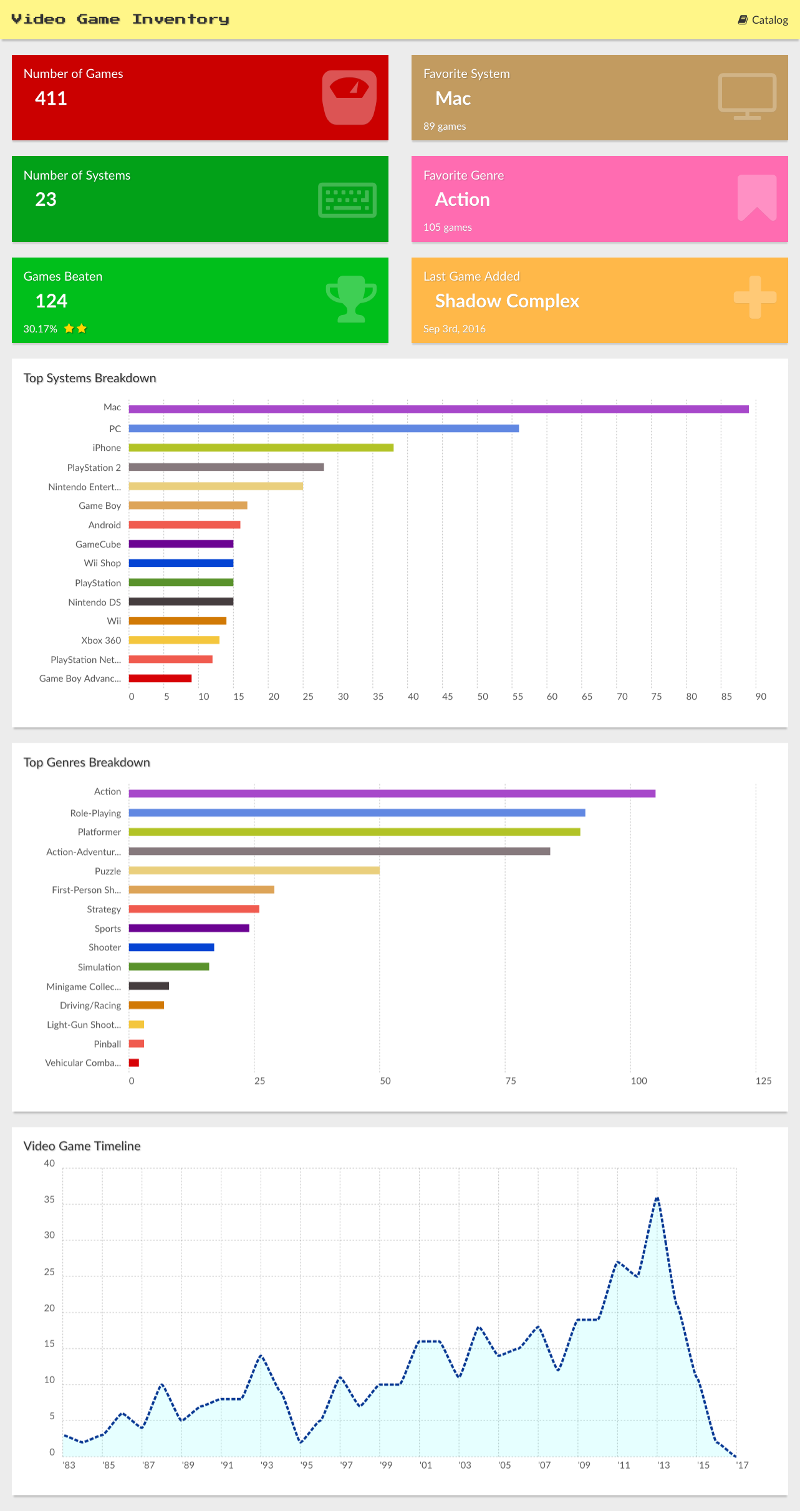 Video Game Inventory
Catalog
Number of Games
411
Favorite System
Mac
89 games
Number of Systems
23
Favorite Genre
Action
105 games
Games Beaten
124
30.17%
Last Game Added
Shadow Complex
Sep 3rd, 2016
Top Systems Breakdown
Mac
PC
iPhone
PlayStation 2
Nintendo Entert...
Game Boy
Android
GameCube
Wii Shop
PlayStation
Nintendo DS
Wii
Xbox 360
PlayStation Net...
Game Boy Advanc...
0 5 10 15 20 25 30 35 40 45 50 55 60 65 70 75 80 85 90
Top Genres Breakdown
Action
Role-Playing
Platformer
Action-Adventur...
Puzzle
First-Person Sh...
Strategy
Sports
Shooter
Simulation
Minigame Collec...
Driving/Racing
Light-Gun Shoot...
Pinball
Vehicular Comba...
0 25 50 75 100 125
Video Game Timeline
40
35
30
25
20
15
10
5
0
'83 '85 '87 '89 '91 '93 '95 '97 '99 '01 '03 '05 '07 '09 '11 '13 '15 '17